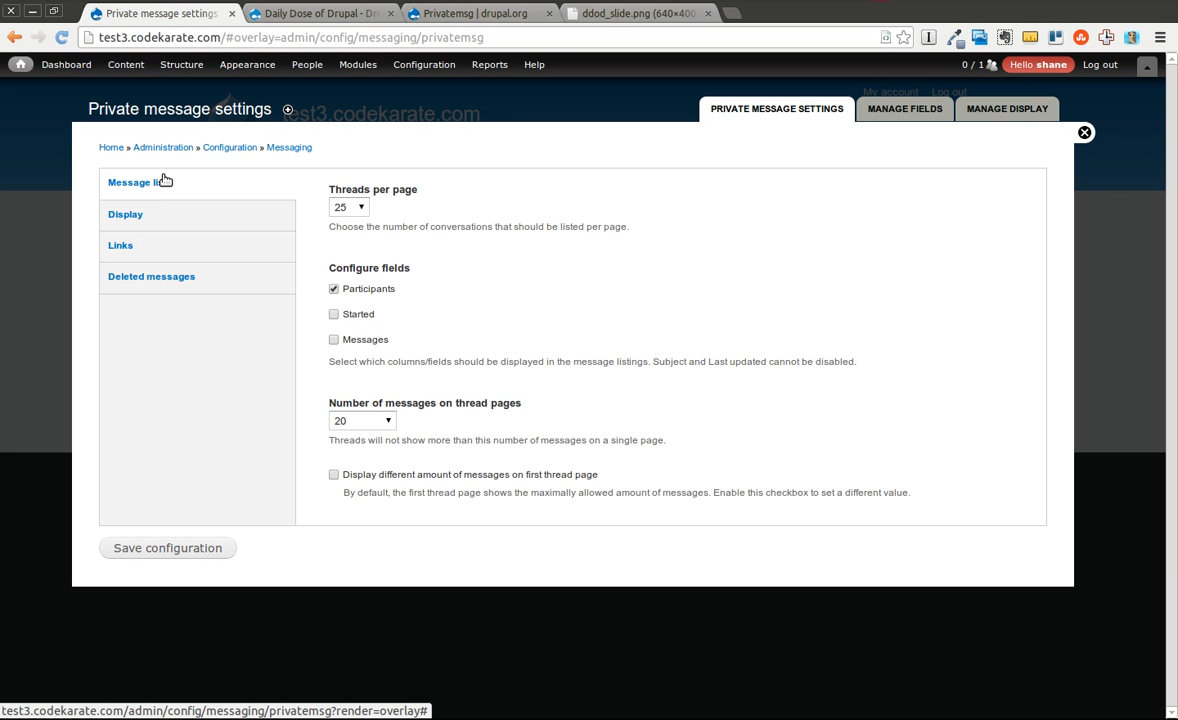 Private message settings
Daily Dose of Drupal - Dr
Privatemsg | drupal.org
ddod_slide.png (640×400
test3.codekarate.com/#overlay=admin/config/messaging/privatemsg
Dashboard Content Structure Appearance People Modules Configuration Reports Help
0 / 1 Hello shane Log out
My account Log out
Private message settings
test3.codekarate.com
PRIVATE MESSAGE SETTINGS
MANAGE FIELDS
MANAGE DISPLAY
Home » Administration » Configuration » Messaging
Message
Display
Links
Deleted messages
Threads per page
25
Choose the number of conversations that should be listed per page.
Configure fields
Participants
Started
Messages
Select which columns/fields should be displayed in the message listings. Subject and Last updated cannot be disabled.
Number of messages on thread pages
20
Threads will not show more than this number of messages on a single page.
Display different amount of messages on first thread page
By default, the first thread page shows the maximally allowed amount of messages. Enable this checkbox to set a different value.
Save configuration
test3.codekarate.com/admin/config/messaging/privatemsg?render=overlay#